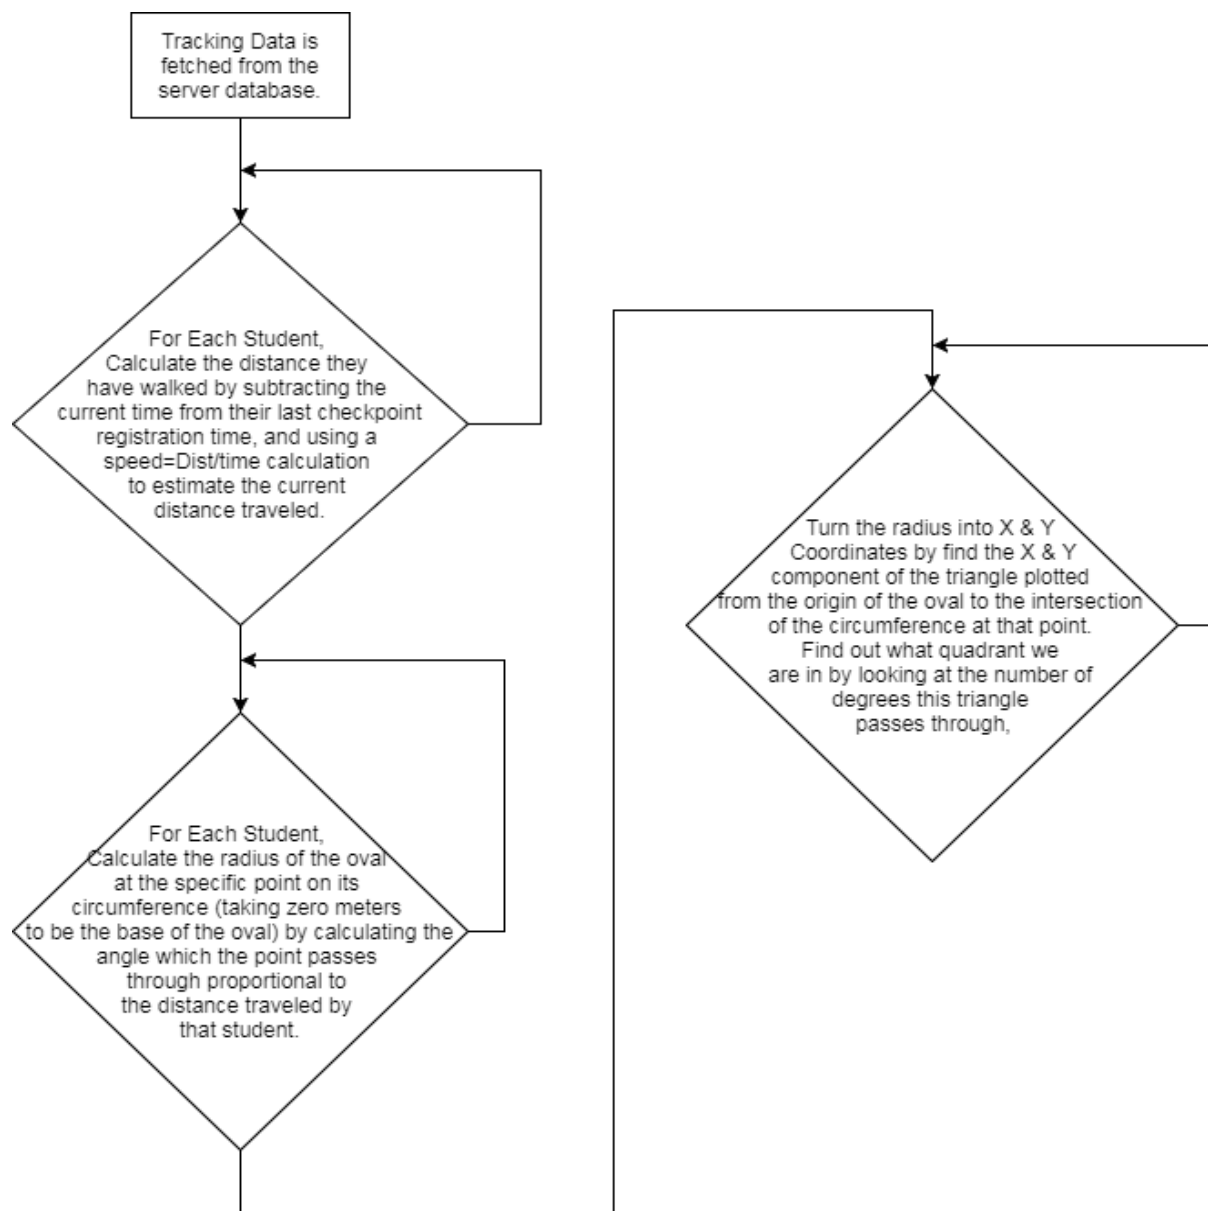 Tracking Data is
fetched from the
server database.
For Each Student,
Calculate the distance they
have walked by subtracting the
current time from their last checkpoint
registration time, and using a
speed=Dist/time calculation
to estimate the current
distance traveled.
For Each Student,
Calculate the radius of the oval
at the specific point on its
circumference (taking zero meters
to be the base of the oval) by calculating the
angle which the point passes
through proportional to
the distance traveled by
that student.
Turn the radius into X & Y
Coordinates by find the X & Y
component of the triangle plotted
from the origin of the oval to the intersection
of the circumference at that point.
Find out what quadrant we
are in by looking at the number of
degrees this triangle
passes through,